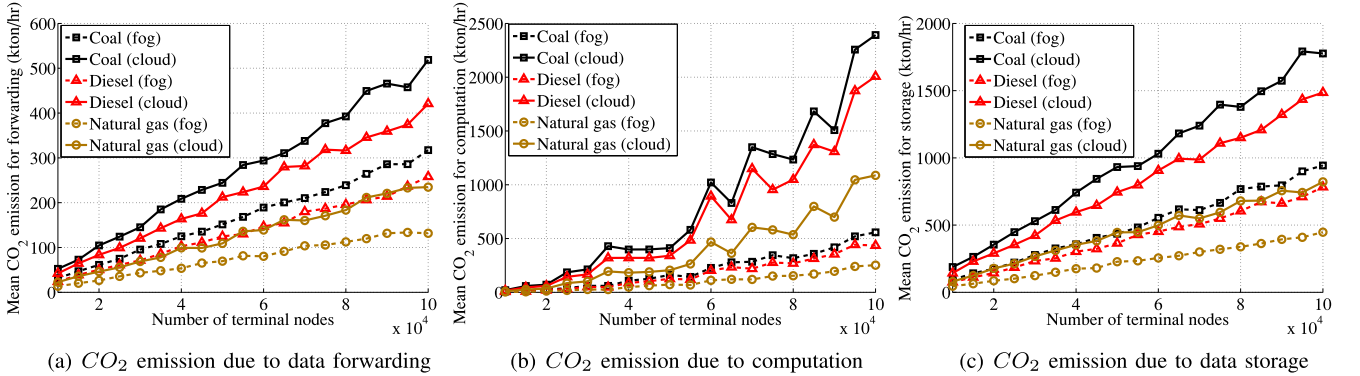 Mean CO2 emission for forwarding (kton/hr)
600
500
400
300
200
100
0
Coal (fog)
Coal (cloud)
Diesel (fog)
Diesel (cloud)
Natural gas (fog)
Natural gas (cloud)
2 4 6 8 10
Number of terminal nodes
x 10^4
(a) CO2 emission due to data forwarding
Mean CO2 emission for computation (kton/hr)
2500
2000
1500
1000
500
0
Coal (fog)
Coal (cloud)
Diesel (fog)
Diesel (cloud)
Natural gas (fog)
Natural gas (cloud)
2 4 6 8 10
Number of terminal nodes
x 10^4
(b) CO2 emission due to computation
Mean CO2 emission for storage (kton/hr)
2000
1500
1000
500
0
Coal (fog)
Coal (cloud)
Diesel (fog)
Diesel (cloud)
Natural gas (fog)
Natural gas (cloud)
2 4 6 8 10
Number of terminal nodes
x 10^4
(c) CO2 emission due to data storage